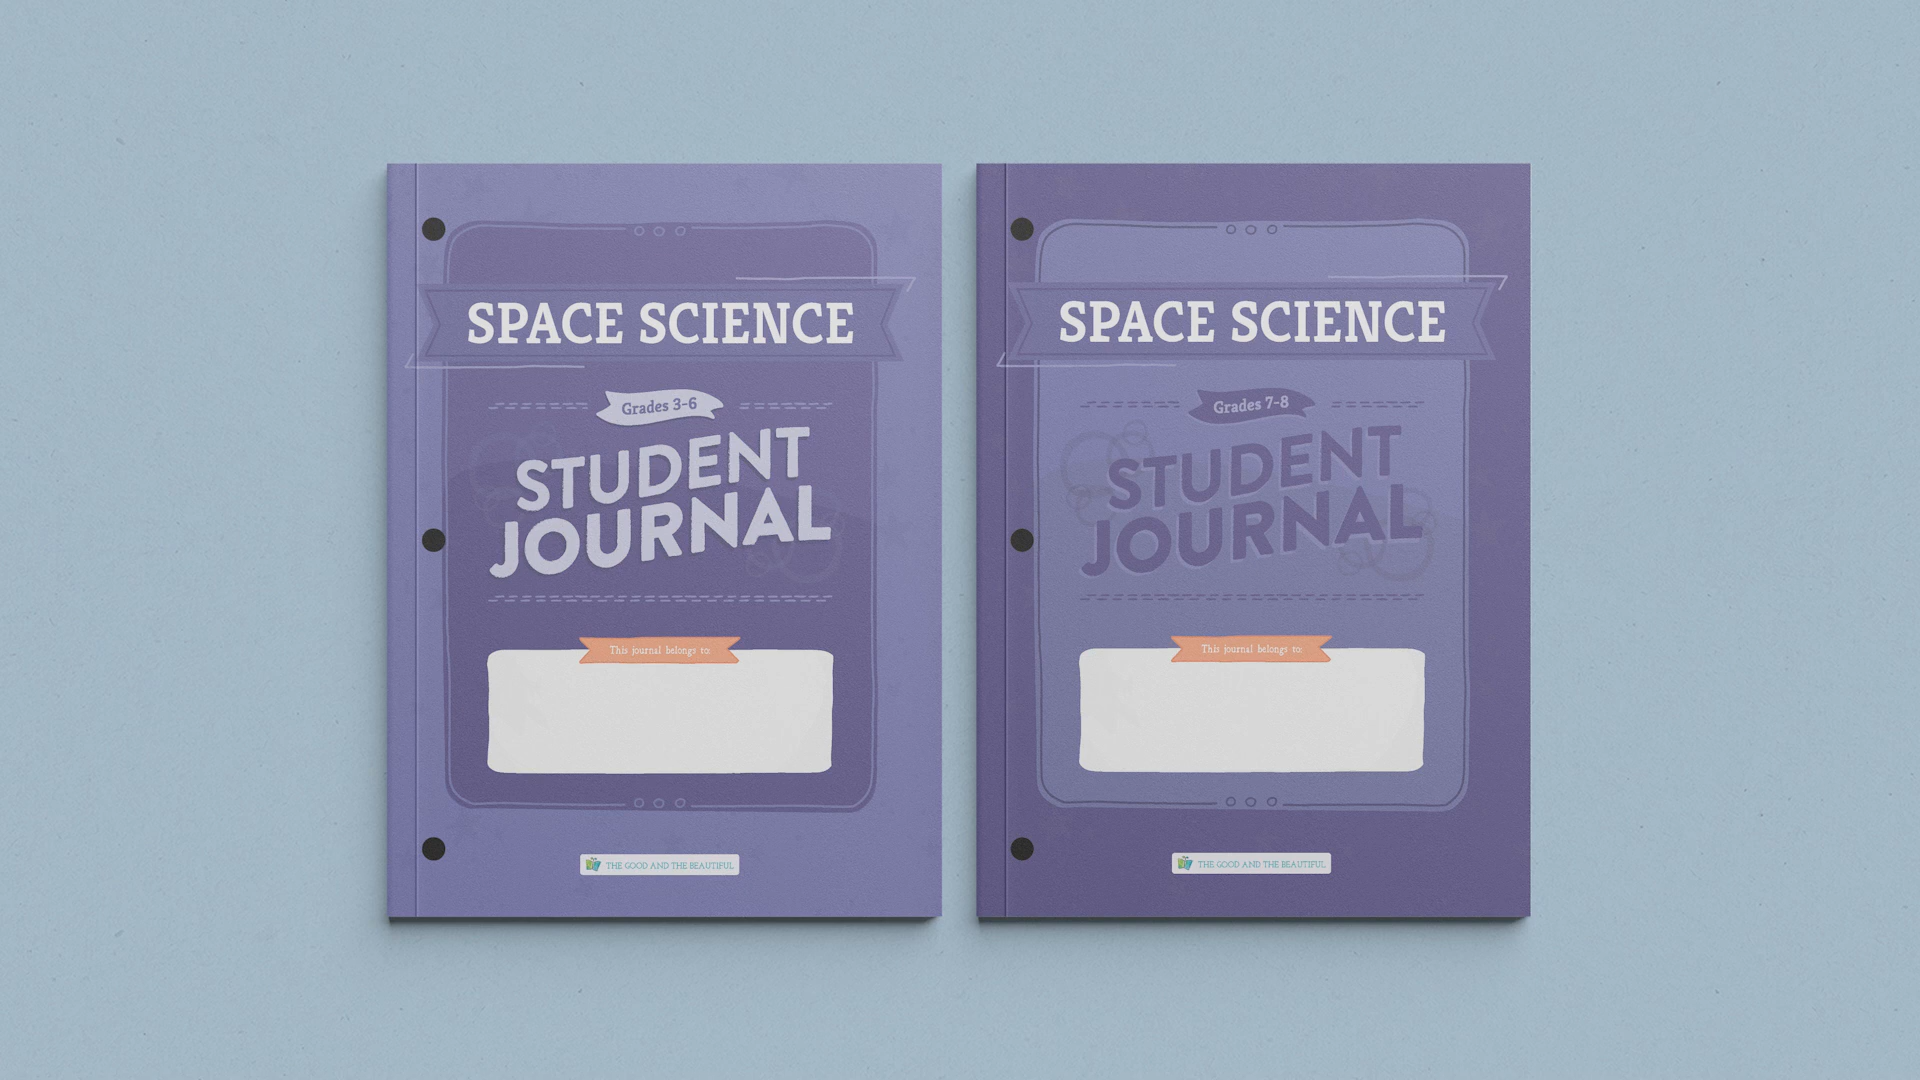 SPACE SCIENCE
Grades 3-6
STUDENT
JOURNAL
This journal belongs to:
THE GOOD AND THE BEAUTIFUL
SPACE SCIENCE
Grades 7-8
STUDENT
JOURNAL
This journal belongs to:
THE GOOD AND THE BEAUTIFUL